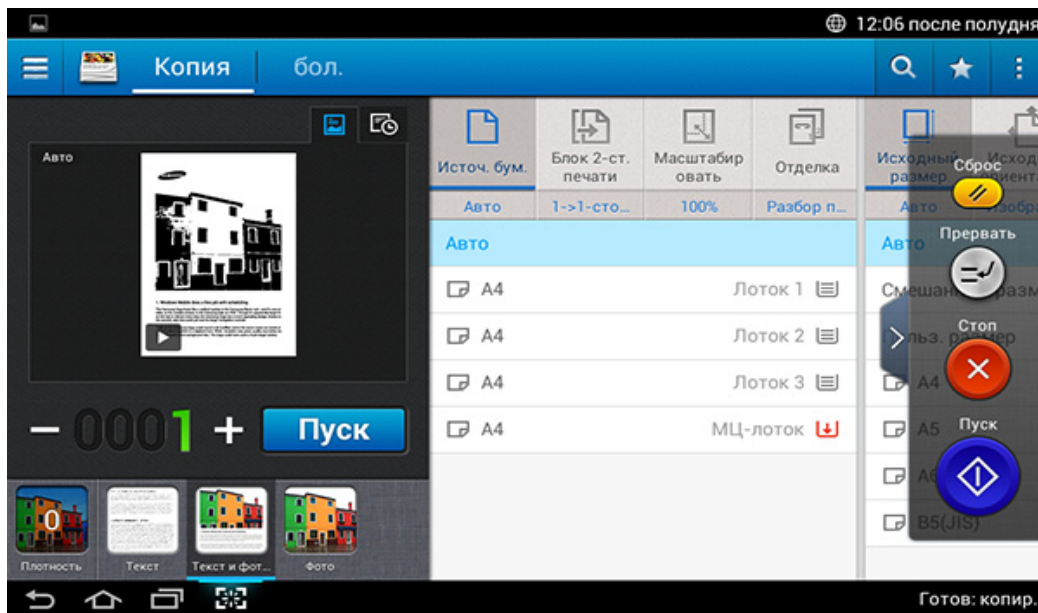 12:06 после полудня
Копия
бол.
Авто
0001
Пуск
0
Плотность
Текст
Текст и фот...
Фото
Источ. бум.
Блок 2-ст.
печати
Масштабир
овать
Отделка
Авто
1->1-сто...
100%
Разбор п...
Авто
A4 Лоток 1
A4 Лоток 2
A4 Лоток 3
A4 МЦ-лоток
Исходный
размер
Авто
Авто
A4
A5
B5(JIS)
Сброс
Прервать
Стоп
Пуск
Готов: копир.